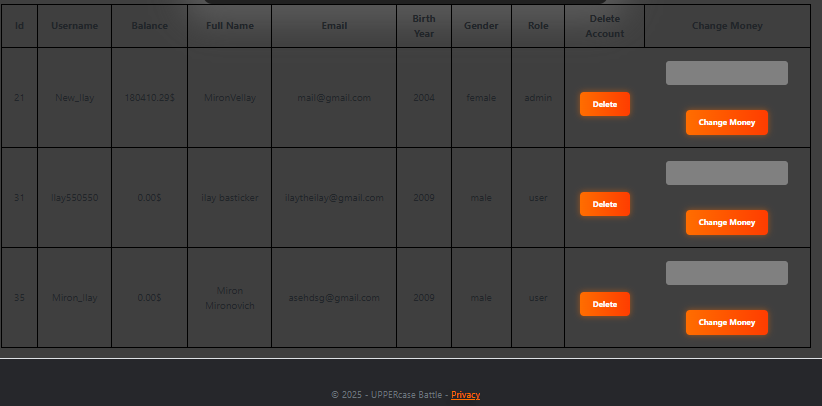 Id Username Balance Full Name Email Birth Year Gender Role Delete Account Change Money
21 New_Ilay 180410.29$ MironVeIlay mail@gmail.com 2004 female admin Delete Change Money
31 Ilay550550 0.00$ ilay basticker ilaytheilay@gmail.com 2009 male user Delete Change Money
35 Miron_Ilay 0.00$ Miron Mironovich asehdsg@gmail.com 2009 male user Delete Change Money
© 2025 - UPPERcase Battle - Privacy